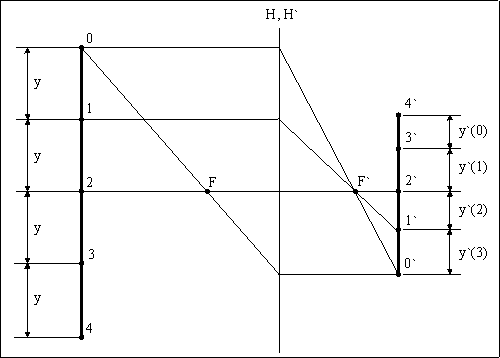 H, H`
0
y
1
4`
y`(0)
3`
y
y`(1)
2
F
F`
2`
y`(2)
y
1`
3
y`(3)
0`
y
4